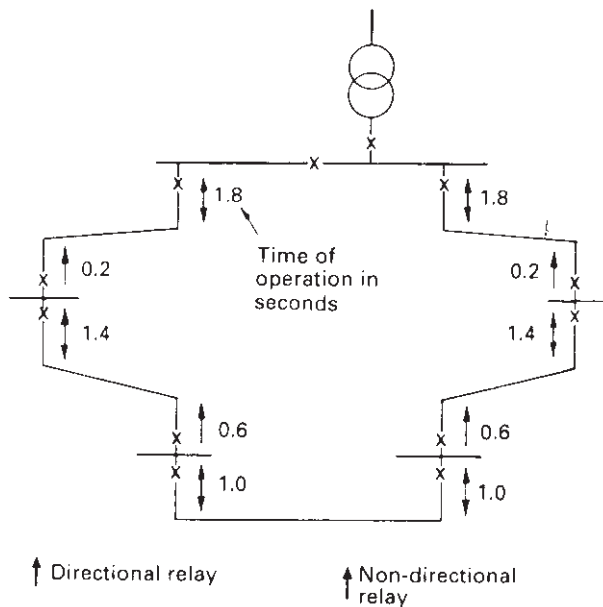 1.8
1.8
Time of
operation in
seconds
0.2
0.2
1.4
1.4
0.6
0.6
1.0
1.0
Directional relay
Non-directional
relay